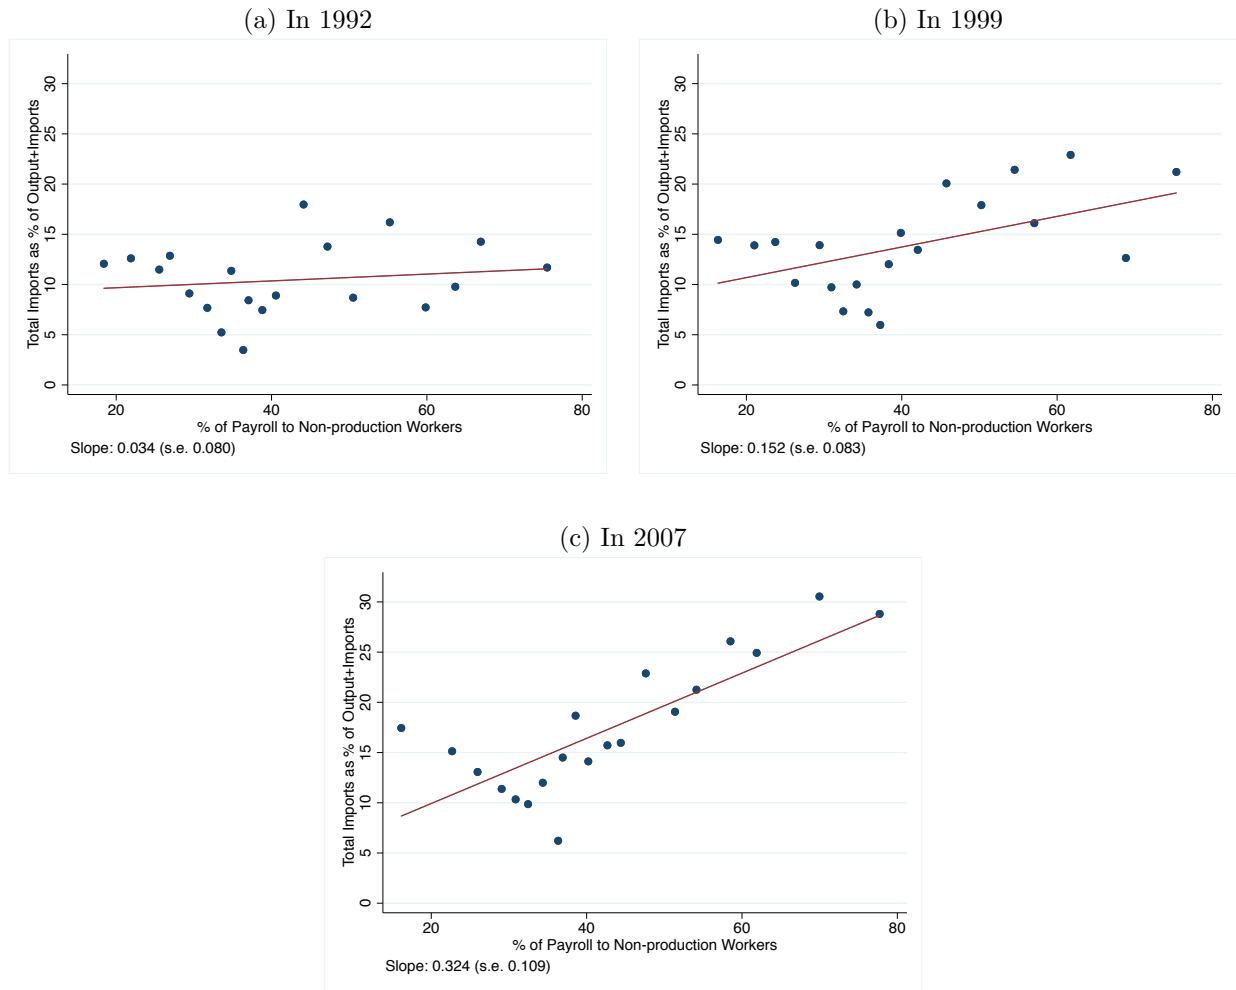 (a) In 1992
Total Imports as % of Output+Imports
30
25
20
15
10
5
0
20 40 60 80
% of Payroll to Non-production Workers
Slope: 0.034 (s.e. 0.080)
(b) In 1999
Total Imports as % of Output+Imports
30
25
20
15
10
5
0
20 40 60 80
% of Payroll to Non-production Workers
Slope: 0.152 (s.e. 0.083)
(c) In 2007
Total Imports as % of Output+Imports
30
25
20
15
10
5
0
20 40 60 80
% of Payroll to Non-production Workers
Slope: 0.324 (s.e. 0.109)